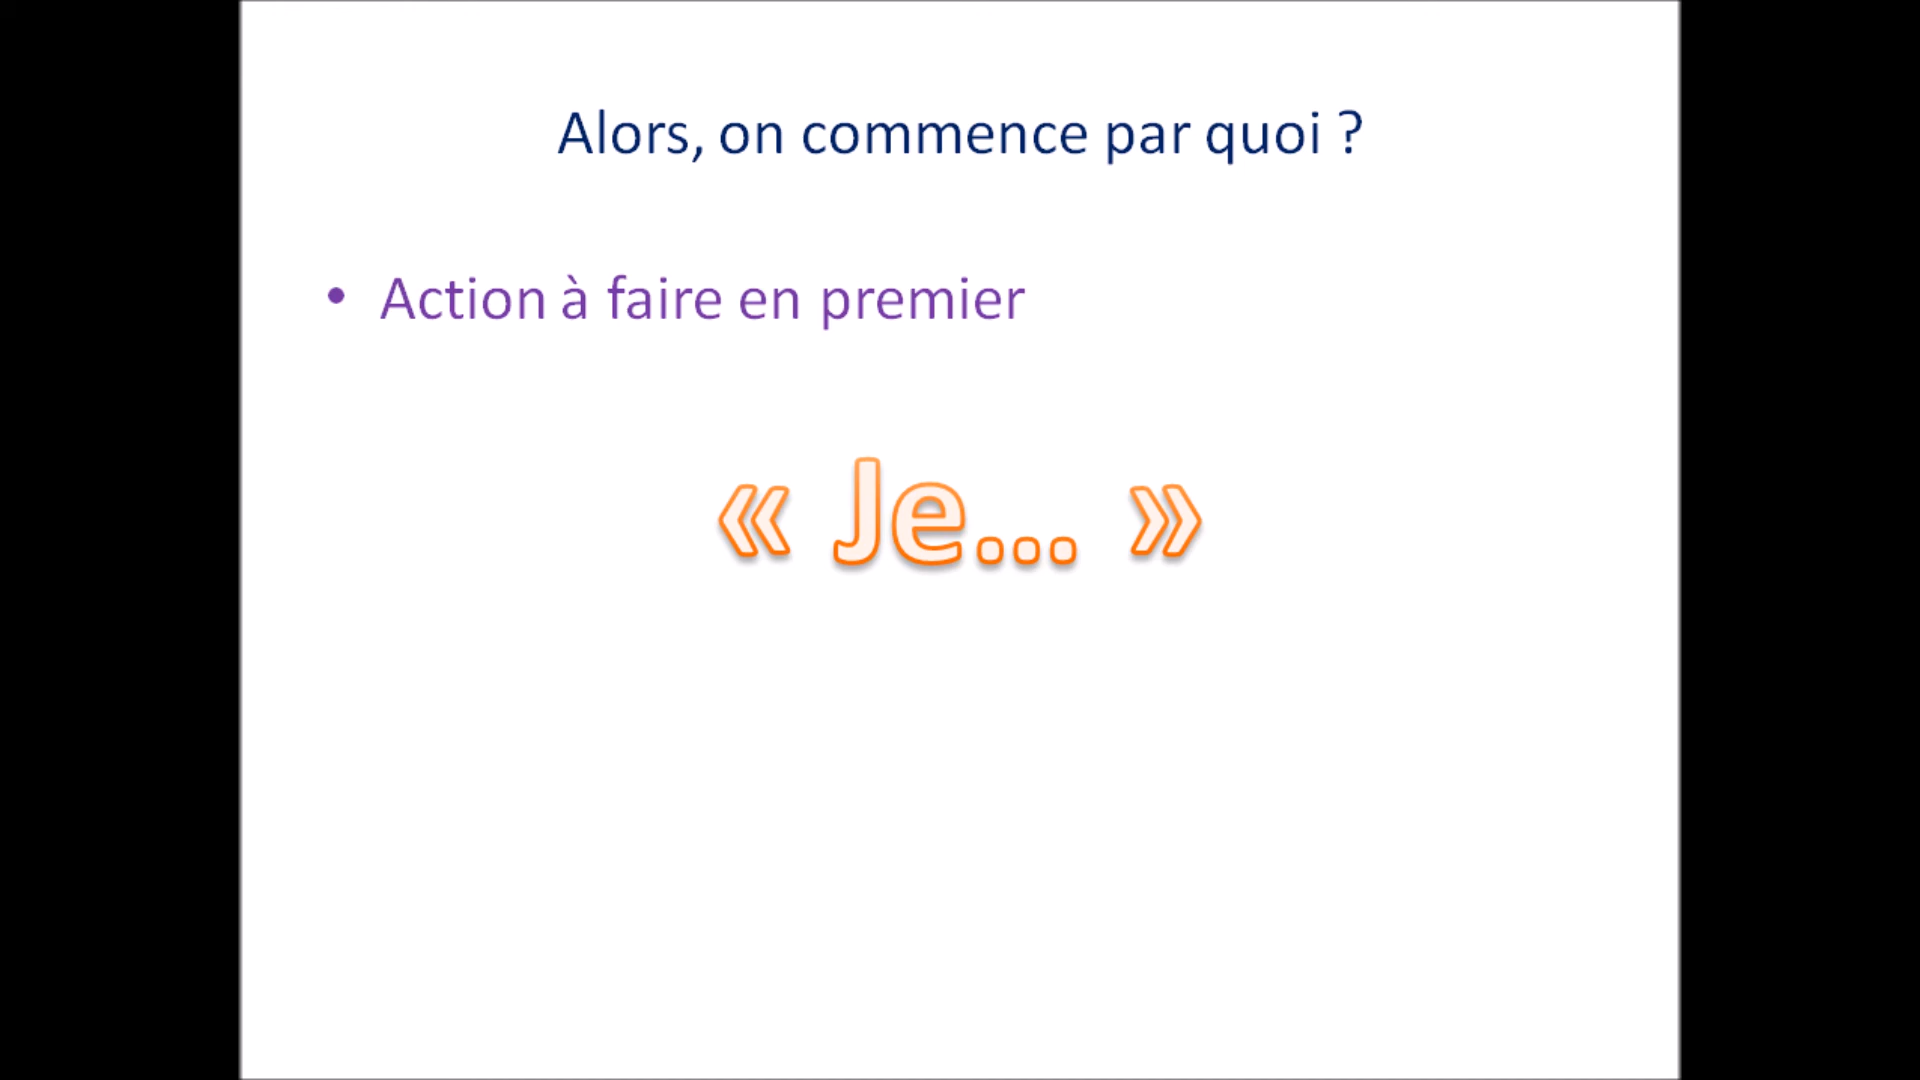 Alors, on commence par quoi ?
• Action à faire en premier
« Je... »